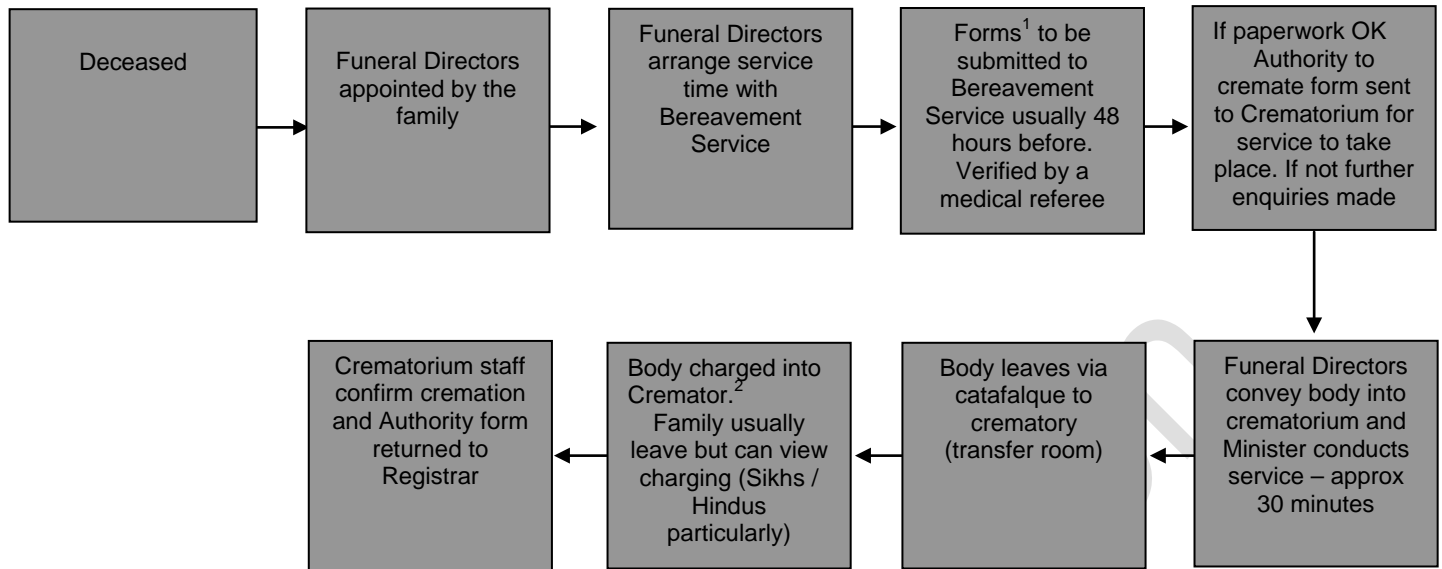 Deceased
Funeral Directors
appointed by the
family
Funeral Directors
arrange service
time with
Bereavement
Service
Forms1 to be
submitted to
Bereavement
Service usually 48
hours before.
Verified by a
medical referee
If paperwork OK
Authority to
cremate form sent
to Crematorium for
service to take
place. If not further
enquiries made
Funeral Directors
convey body into
crematorium and
Minister conducts
service – approx
30 minutes
Body leaves via
catafalque to
crematory
(transfer room)
Body charged into
Cremator.2
Family usually
leave but can view
charging (Sikhs /
Hindus
particularly)
Crematorium staff
confirm cremation
and Authority form
returned to
Registrar